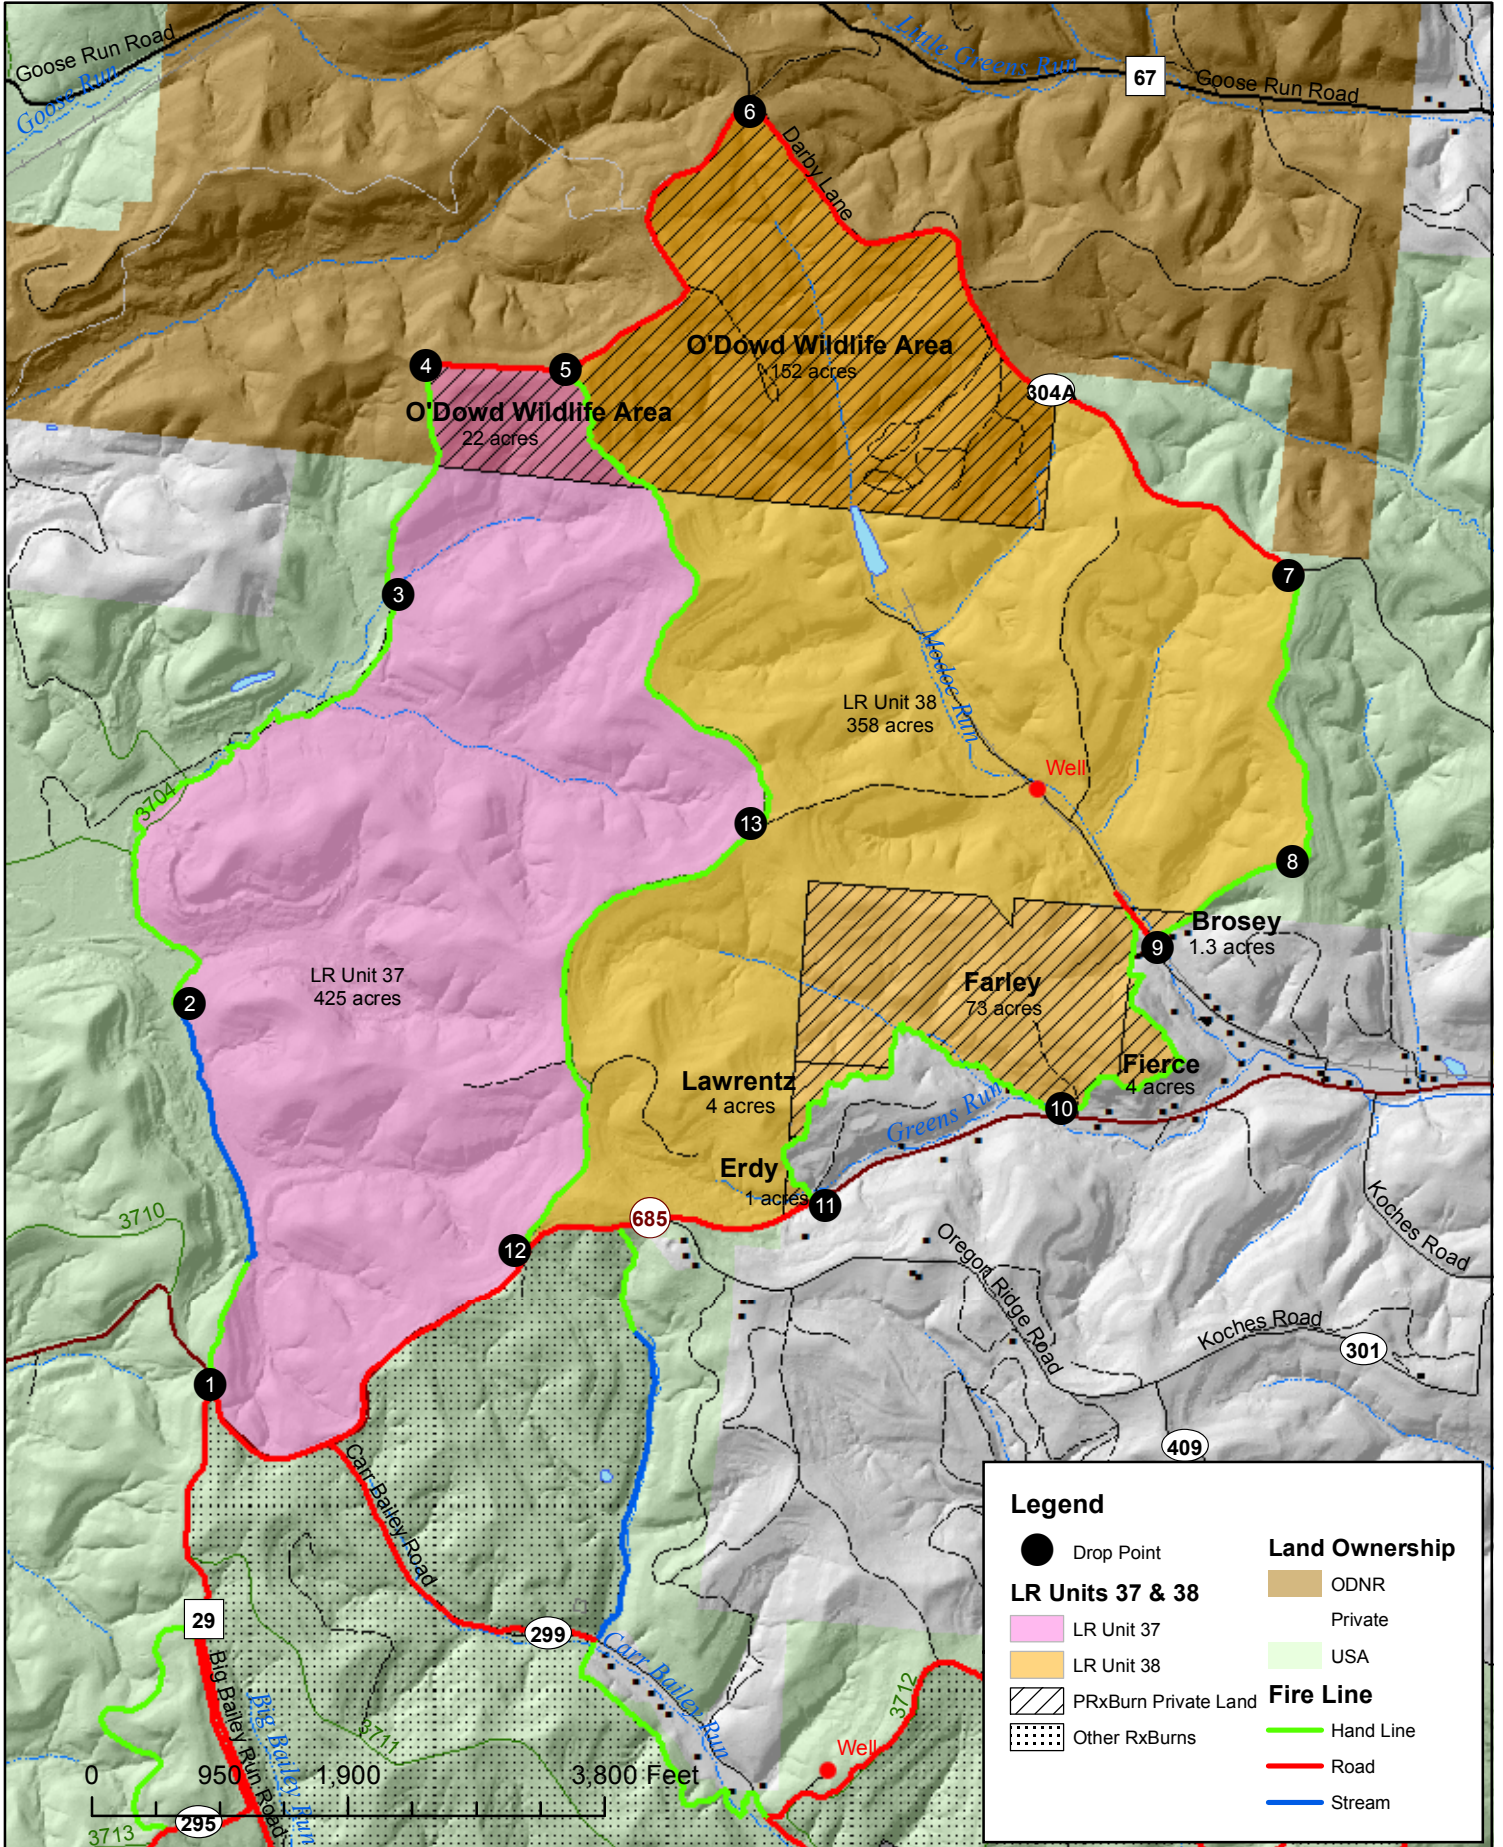 Goose Run Road
Goose Run
Little Greens Run
67
Goose Run Road
6
Darby Lane
O'Dowd Wildlife Area
152 acres
4
5
304A
O'Dowd Wildlife Area
22 acres
7
3
Modoc Run
LR Unit 38
358 acres
Well
3704
13
8
Brosey
1.3 acres
9
LR Unit 37
425 acres
Farley
73 acres
2
Fierce
4 acres
Lawrentz
4 acres
10
Greens Run
Erdy
1 acres
11
3710
685
12
Koches Road
Oregon Ridge Road
Koches Road
301
1
409
Carr Bailey Road
29
299
Carr Bailey Run
Big Bailey Run Road
Big Bailey Run
3711
3712
Well
0
950
1,900
3,800 Feet
295
3713
Legend
Drop Point
LR Units 37 & 38
LR Unit 37
LR Unit 38
PRxBurn Private Land
Other RxBurns
Land Ownership
ODNR
Private
USA
Fire Line
Hand Line
Road
Stream